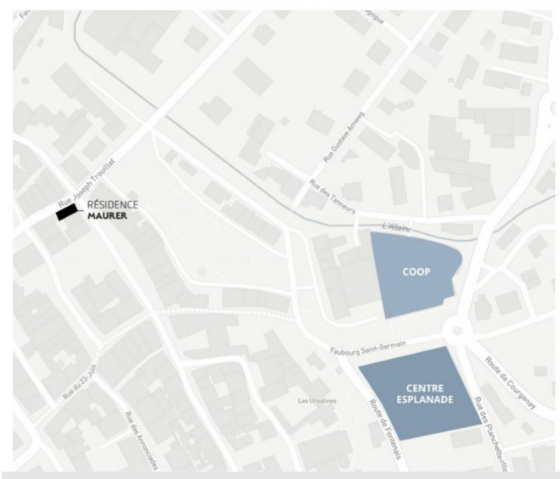 Rue Joseph Trouillat
RÉSIDENCE
MAURER
Rue Gustave Amweg
Rue des Tanneurs
L'Allaine
COOP
Faubourg Saint-Germain
CENTRE
ESPLANADE
Route de Courgenay
Rue des Planchettes
Route de Fontenais
Les Ursulines
Rue du 23-Juin
Rue des Annonciades